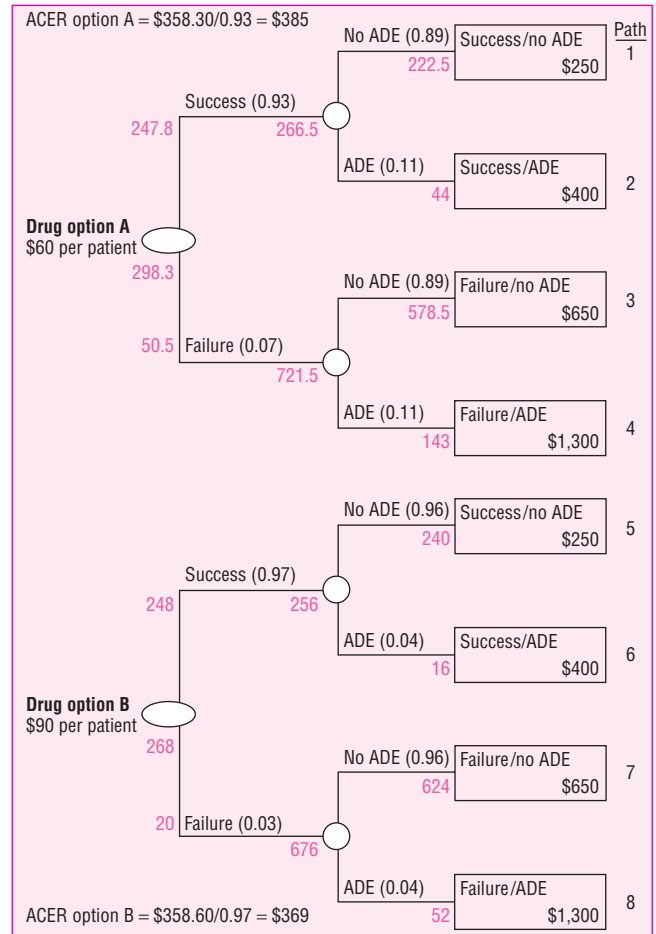 ACER option A = $358.30/0.93 = $385
Path
No ADE (0.89)
222.5
Success/no ADE
$250
1
Success (0.93)
247.8
266.5
ADE (0.11)
44
Success/ADE
$400
2
Drug option A
$60 per patient
298.3
No ADE (0.89)
578.5
Failure/no ADE
$650
3
50.5
Failure (0.07)
721.5
ADE (0.11)
143
Failure/ADE
$1,300
4
No ADE (0.96)
240
Success/no ADE
$250
5
Success (0.97)
248
256
ADE (0.04)
16
Success/ADE
$400
6
Drug option B
$90 per patient
268
No ADE (0.96)
624
Failure/no ADE
$650
7
20
Failure (0.03)
676
ADE (0.04)
52
Failure/ADE
$1,300
8
ACER option B = $358.60/0.97 = $369